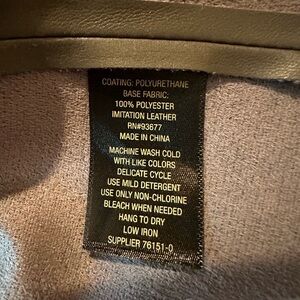 COATING: POLYURETHANE
BASE FABRIC:
100% POLYESTER
IMITATION LEATHER
RN#93677
MADE IN CHINA
MACHINE WASH COLD
WITH LIKE COLORS
DELICATE CYCLE
USE MILD DETERGENT
USE ONLY NON-CHLORINE
BLEACH WHEN NEEDED
HANG TO DRY
LOW IRON
SUPPLIER 76151-0